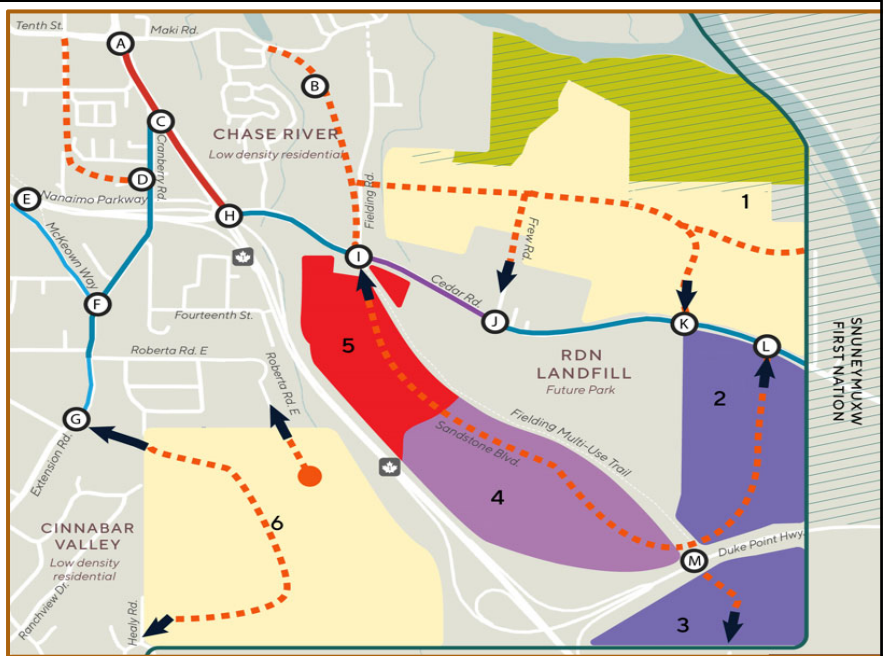 Tenth St.
Maki Rd.
A
B
C
CHASE RIVER
Low density residential
Cranberry Rd.
D
Fielding Rd.
1
E
Nanaimo Parkway
H
Frew Rd.
McKeown Way
I
Cedar Rd.
F
Fourteenth St.
J
K
L
SNUNEYMUXW
FIRST NATION
Roberta Rd. E
Roberta Rd. E
5
RDN
LANDFILL
Future Park
2
G
Extension Rd.
Fielding Multi-Use Trail
Sandstone Blvd.
4
6
CINNABAR
VALLEY
Low density
residential
M
Duke Point Hwy.
Ranchview Dr.
Healy Rd.
3